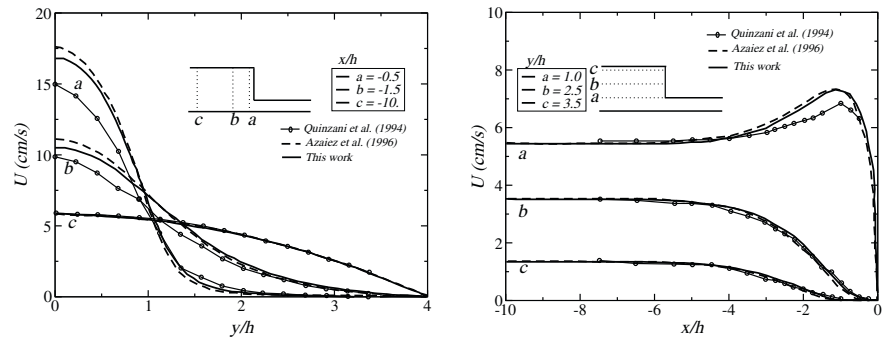 20
15
10
5
0
U (cm/s)
0
1
2
3
4
y/h
a
b
c
c
b
a
x/h
a = -0.5
b = -1.5
c = -10.
Quinzani et al. (1994)
Azaiez et al (1996)
This work
8
6
4
2
0
U (cm/s)
-10
-8
-6
-4
-2
0
x/h
a
b
c
y/h
a = 1.0
b = 2.5
c = 3.5
c
b
a
Quinzani et al (1994)
Azaiez et al (1996)
This work